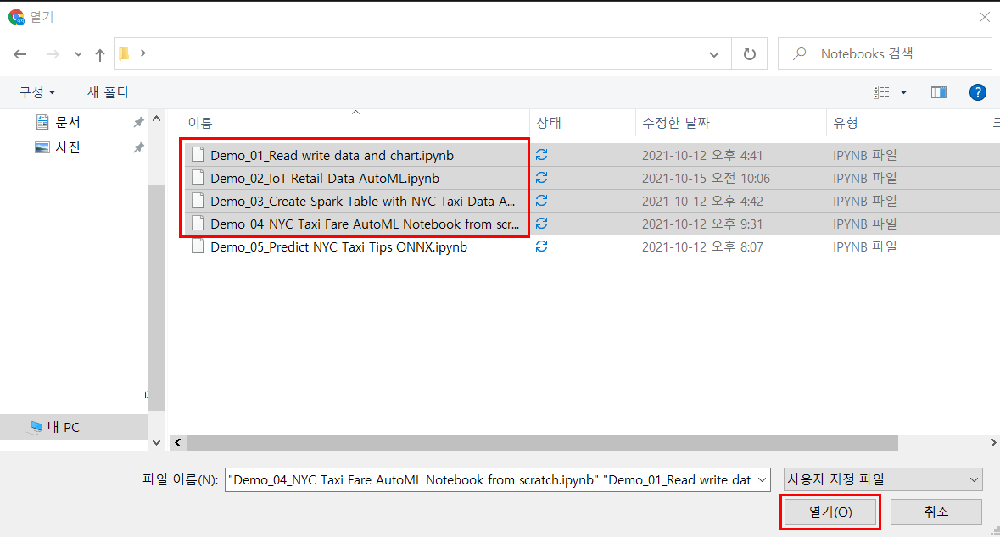 열기
Notebooks 검색
구성 새 폴더
문서
사진
내 PC
이름 상태 수정한 날짜 유형
Demo_01_Read write data and chart.ipynb 2021-10-12 오후 4:41 IPYNB 파일
Demo_02_IoT Retail Data AutoML.ipynb 2021-10-15 오전 10:06 IPYNB 파일
Demo_03_Create Spark Table with NYC Taxi Data A... 2021-10-12 오후 4:42 IPYNB 파일
Demo_04_NYC Taxi Fare AutoML Notebook from scr... 2021-10-12 오후 9:31 IPYNB 파일
Demo_05_Predict NYC Taxi Tips ONNX.ipynb 2021-10-12 오후 8:07 IPYNB 파일
파일 이름(N): "Demo_04_NYC Taxi Fare AutoML Notebook from scratch.ipynb" "Demo_01_Read write dat 사용자 지정 파일
열기(O) 취소